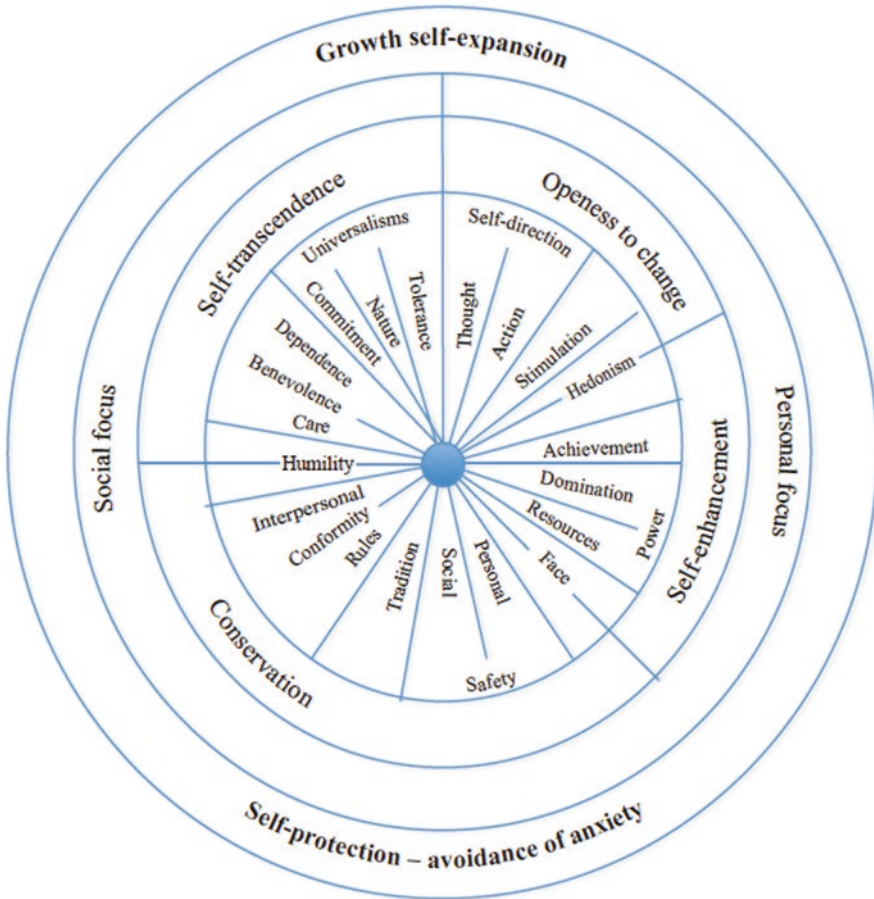 Growth self-expansion
Self-transcendence
Openess to change
Universalisms
Self-direction
Commitment
Nature
Tolerance
Thought
Action
Stimulation
Hedonism
Dependence
Benevolence
Care
Social focus
Personal focus
Humility
Achievement
Domination
Resources
Power
Face
Self-enhancement
Interpersonal
Conformity
Rules
Tradition
Social
Personal
Safety
Conservation
Self-protection – avoidance of anxiety